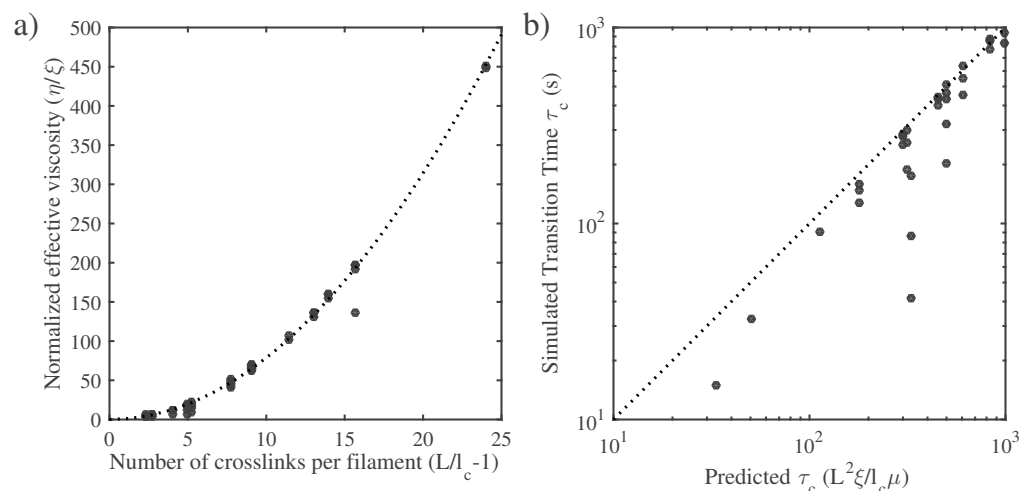 a)
Normalized effective viscosity (η/ξ)
500
450
400
350
300
250
200
150
100
50
0
0 5 10 15 20 25
Number of crosslinks per filament (L/l_c-1)
b)
Simulated Transition Time τ_c (s)
10^3
10^2
10^1
10^1 10^2 10^3
Predicted τ_c (L^2ξ/l_cμ)